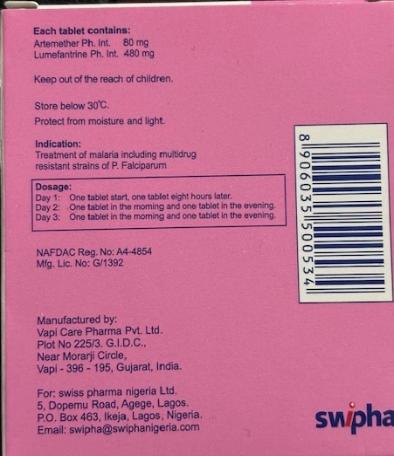 Each tablet contains:
Artemether Ph. Int. 80 mg
Lumefantrine Ph. Int. 480 mg
Keep out of the reach of children.
Store below 30°C.
Protect from moisture and light.
Indication:
Treatment of malaria including multidrug
resistant strains of P. Falciparum
Dosage:
Day 1: One tablet start, one tablet eight hours later.
Day 2: One tablet in the morning and one tablet in the evening.
Day 3: One tablet in the morning and one tablet in the evening.
8906035500534
NAFDAC Reg. No: A4-4854
Mfg. Lic. No: G/1392
Manufactured by:
Vapi Care Pharma Pvt. Ltd.
Plot No 225/3. G.I.D.C.,
Near Morarji Circle,
Vapi - 396 - 195, Gujarat, India.
For: swiss pharma nigeria Ltd.
5, Dopemu Road, Agege, Lagos.
P.O. Box 463, Ikeja, Lagos, Nigeria.
Email: swipha@swiphanigeria.com
swipha